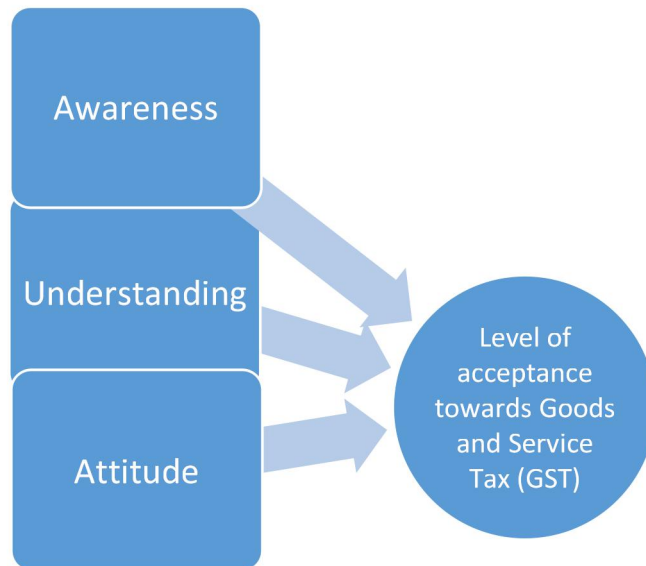 Awareness
Understanding
Attitude
Level of
acceptance
towards Goods
and Service
Tax (GST)